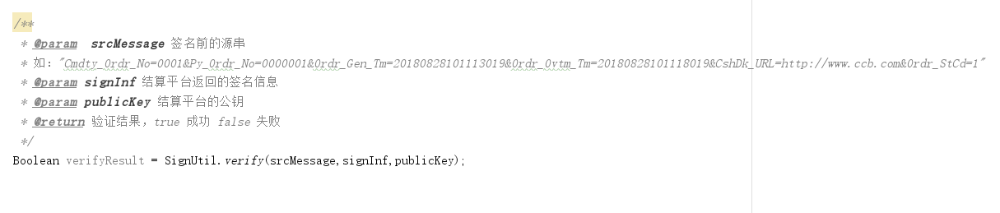 /**
* @param srcMessage 签名前的源串
* 如："Cmdty_Ordr_No=0001&Py_Ordr_No=0000001&Ordr_Gen_Tm=20180828101113019&Ordr_Ovtm_Tm=20180828101118019&CshDk_URL=http://www.ccb.com&Ordr_StCd=1"
* @param signInf 结算平台返回的签名信息
* @param publicKey 结算平台的公钥
* @return 验证结果，true 成功 false 失败
*/
Boolean verifyResult = SignUtil.verify(srcMessage,signInf,publicKey);